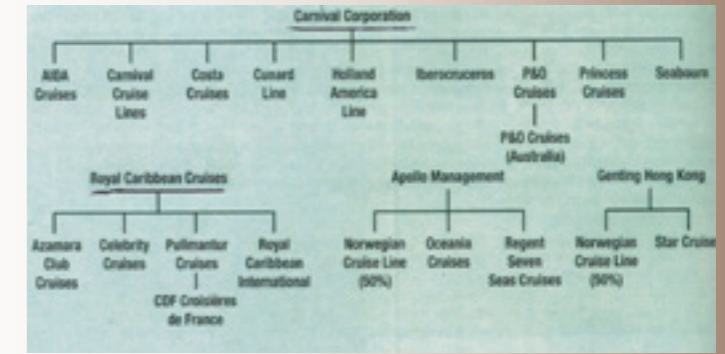 Carnival Corporation
AIDA Carnival Costa Cunard Holland Iberocruceros P&O Princess Seabourn
Cruises Cruise Cruises Line America Cruises Cruises
Lines Line
P&O Cruises
(Australia)
Royal Caribbean Cruises Apollo Management Genting Hong Kong
Azamara Celebrity Pullmantur Royal Norwegian Oceania Regent Norwegian Star Cruise
Club Cruises Cruises Caribbean Cruise Line Cruises Seven Cruise Line
Cruises International (50%) Seas Cruises (50%)
CDF Croisières
de France